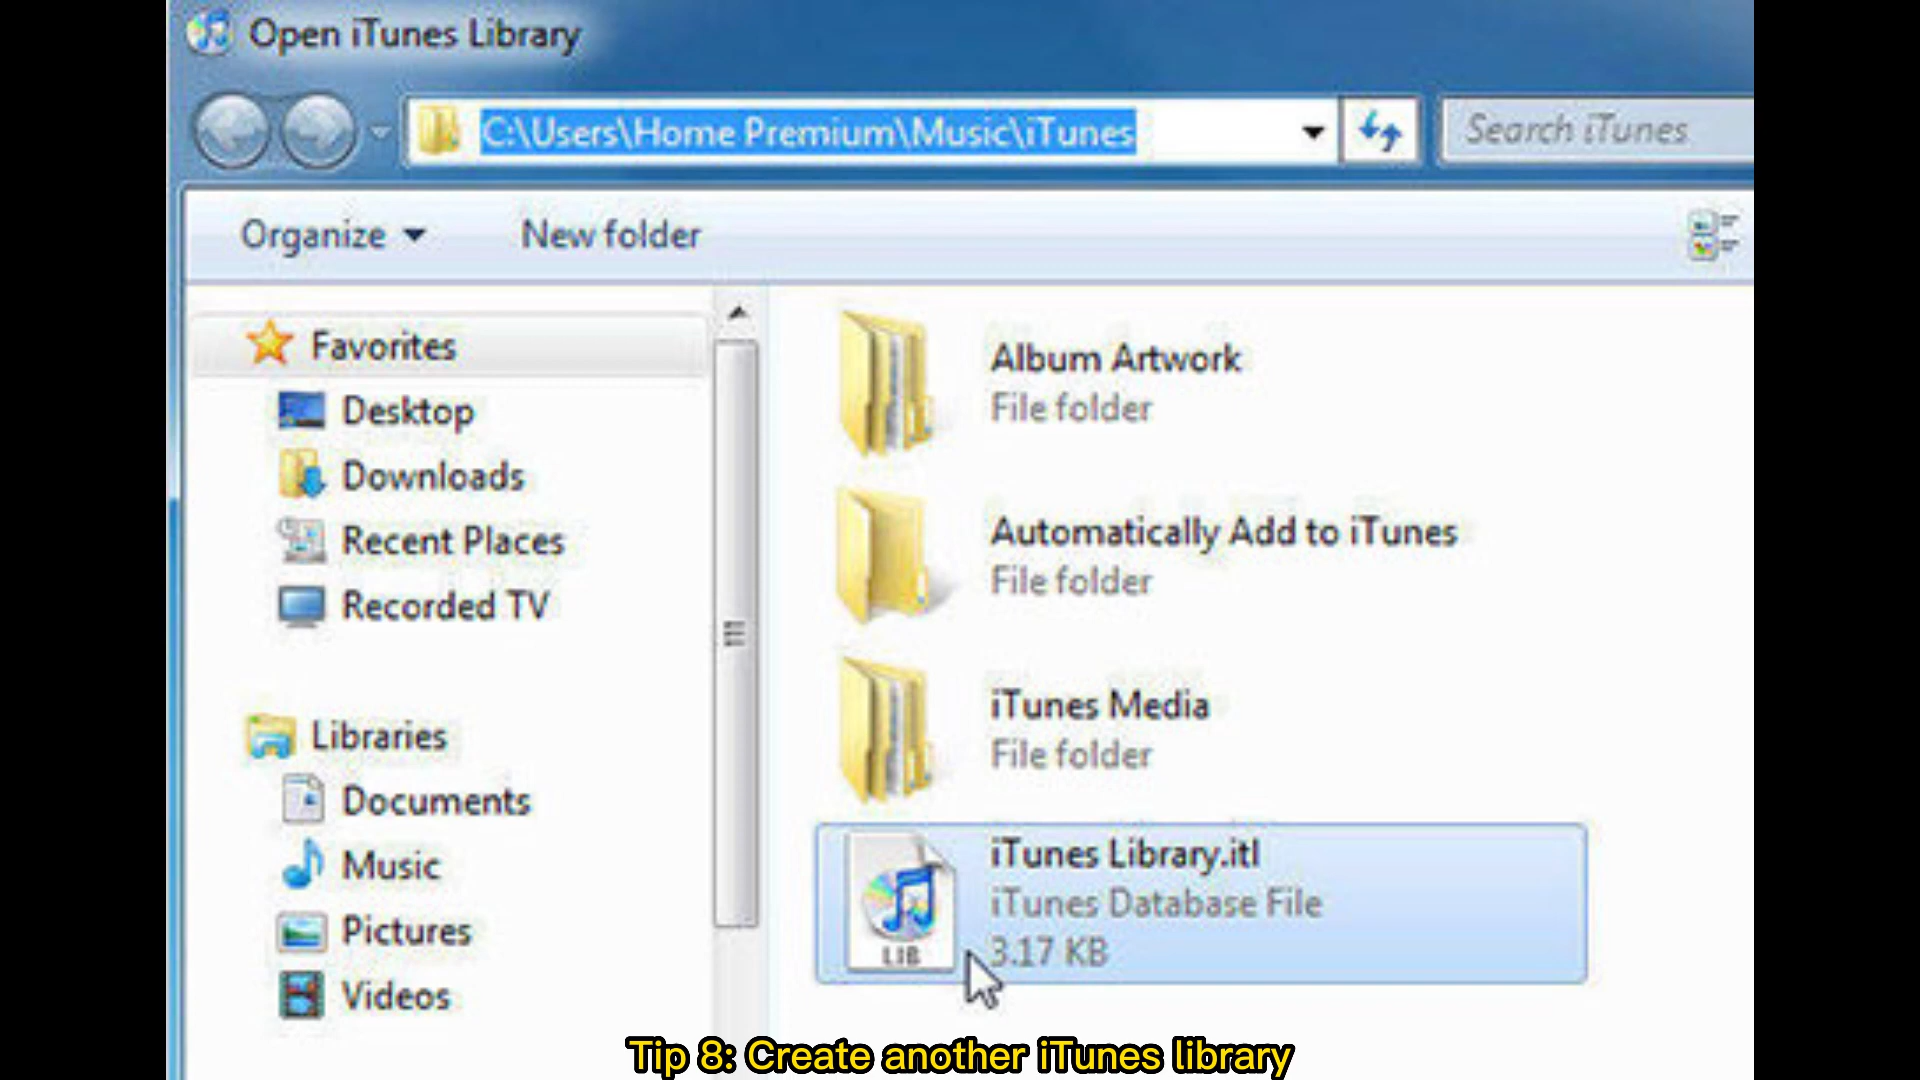 Open iTunes Library
C:\Users\Home Premium\Music\iTunes
Search iTunes
Organize
New folder
Favorites
Desktop
Downloads
Recent Places
Recorded TV
Libraries
Documents
Music
Pictures
Videos
Album Artwork
File folder
Automatically Add to iTunes
File folder
iTunes Media
File folder
iTunes Library.itl
iTunes Database File
3.17 KB
LIB
Tip 8: Create another iTunes library